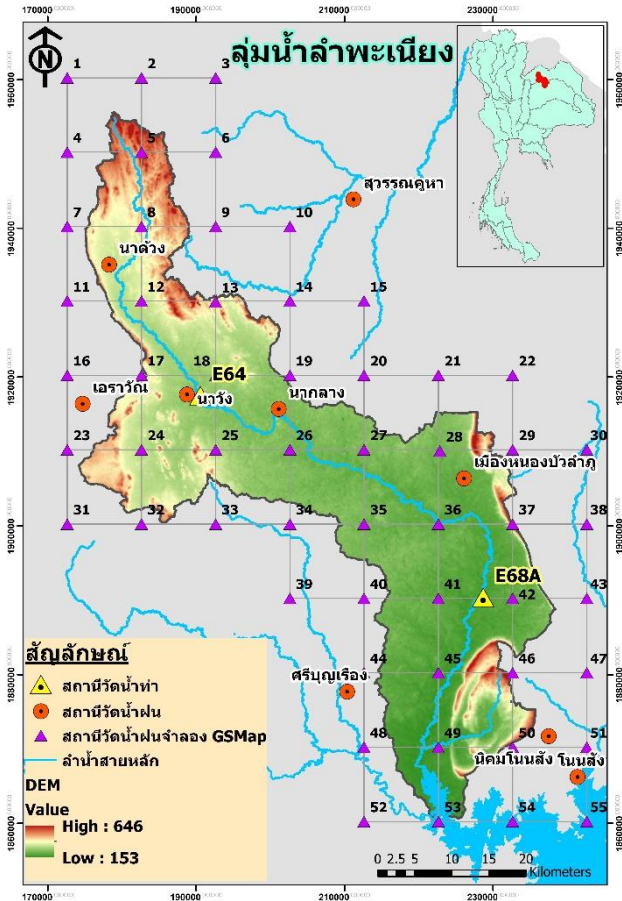 170000 190000 210000 230000
ลุ่มน้ำลำพะเนียง
N
1960000
1940000
1920000
1900000
1880000
1860000
1 2 3
4 5 6
สุวรรณคูหา
7 8 9 10
นาด้วง
11 12 13 14 15
16 17 18 E64 19 20 21 22
เอราวัณ นาวัง นากลาง
23 24 25 26 27 28 29 30
เมืองหนองบัวลำภู
31 32 33 34 35 36 37 38
E68A
39 40 41 42 43
44 45 46 47
ศรีบุญเรือง
48 49 50 51
นิคมโนนสัง โนนสัง
52 53 54 55
สัญลักษณ์
สถานีวัดน้ำท่า
สถานีวัดน้ำฝน
สถานีวัดน้ำฝนจำลอง GSMap
ลำน้ำสายหลัก
DEM
Value
High : 646
Low : 153
0 2.5 5 10 15 20
Kilometers
1960000
1940000
1920000
1900000
1880000
1860000
170000 190000 210000 230000